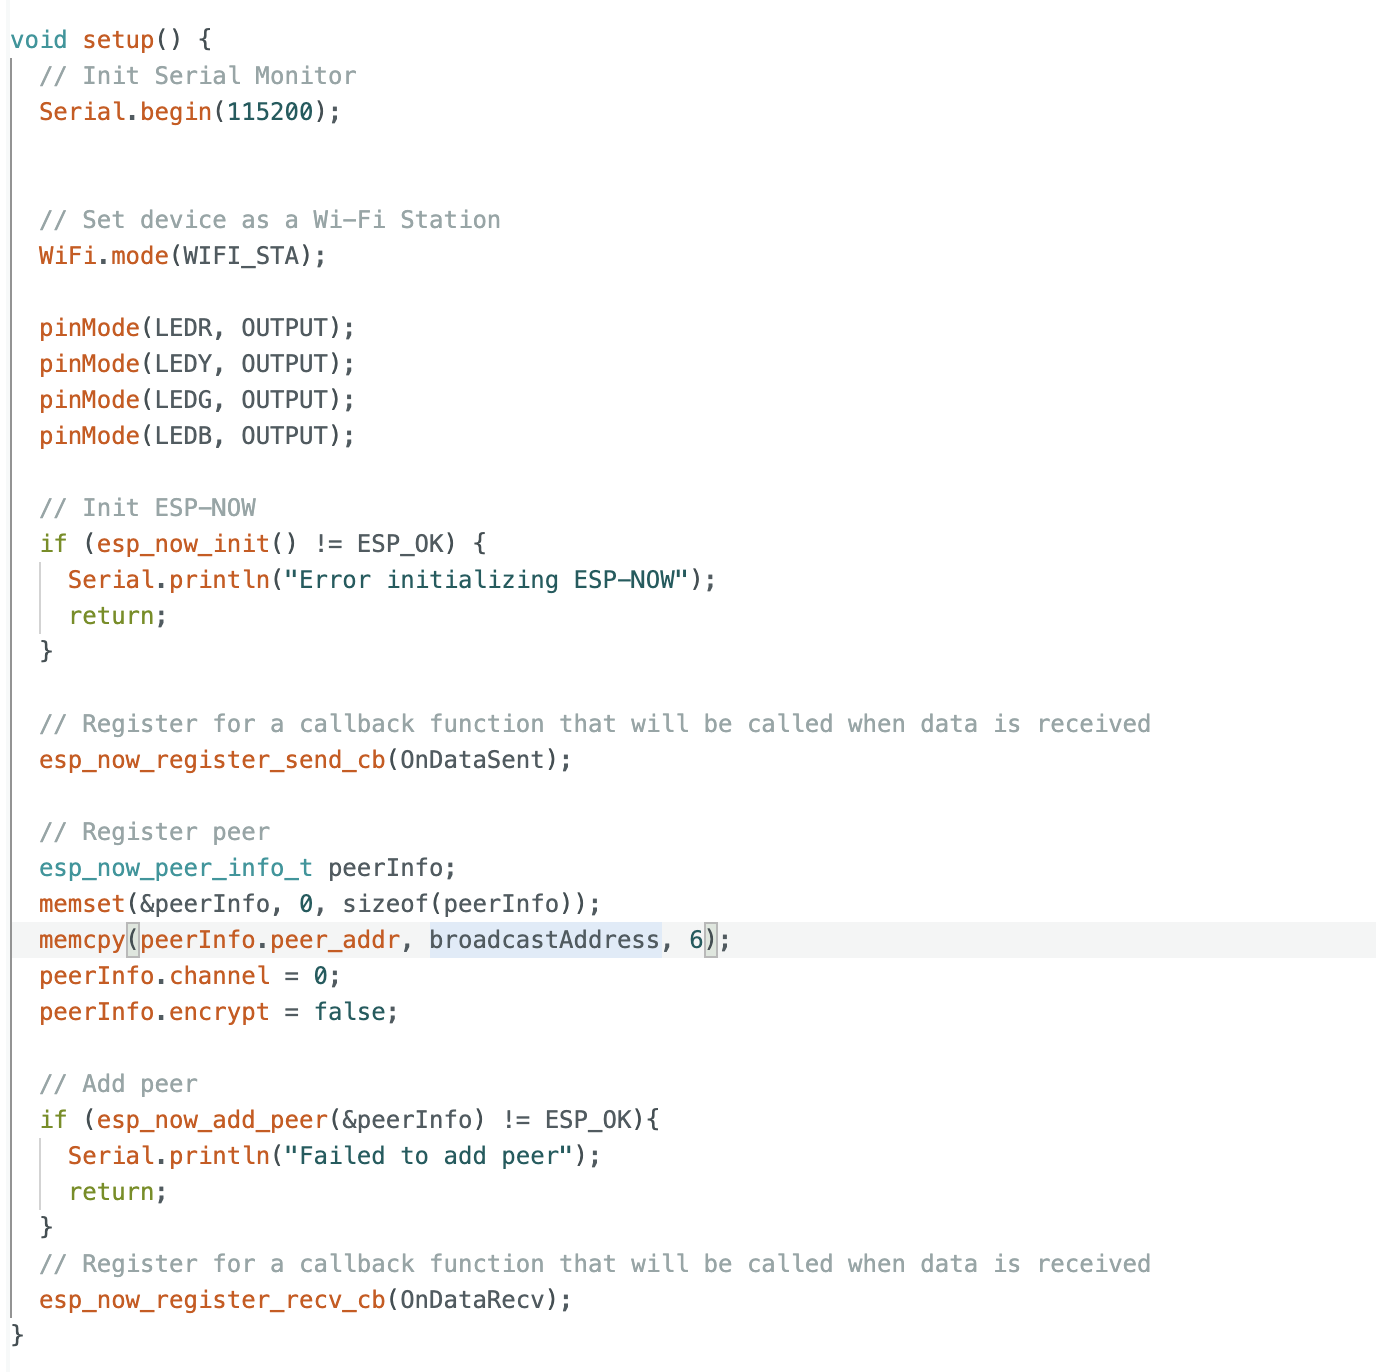 void setup() {
  // Init Serial Monitor
  Serial.begin(115200);
  // Set device as a Wi-Fi Station
  WiFi.mode(WIFI_STA);
  pinMode(LEDR, OUTPUT);
  pinMode(LEDY, OUTPUT);
  pinMode(LEDG, OUTPUT);
  pinMode(LEDB, OUTPUT);
  // Init ESP-NOW
  if (esp_now_init() != ESP_OK) {
    Serial.println("Error initializing ESP-NOW");
    return;
  }
  // Register for a callback function that will be called when data is received
  esp_now_register_send_cb(OnDataSent);
  // Register peer
  esp_now_peer_info_t peerInfo;
  memset(&peerInfo, 0, sizeof(peerInfo));
  memcpy(peerInfo.peer_addr, broadcastAddress, 6);
  peerInfo.channel = 0;
  peerInfo.encrypt = false;
  // Add peer
  if (esp_now_add_peer(&peerInfo) != ESP_OK){
    Serial.println("Failed to add peer");
    return;
  }
  // Register for a callback function that will be called when data is received
  esp_now_register_recv_cb(OnDataRecv);
}